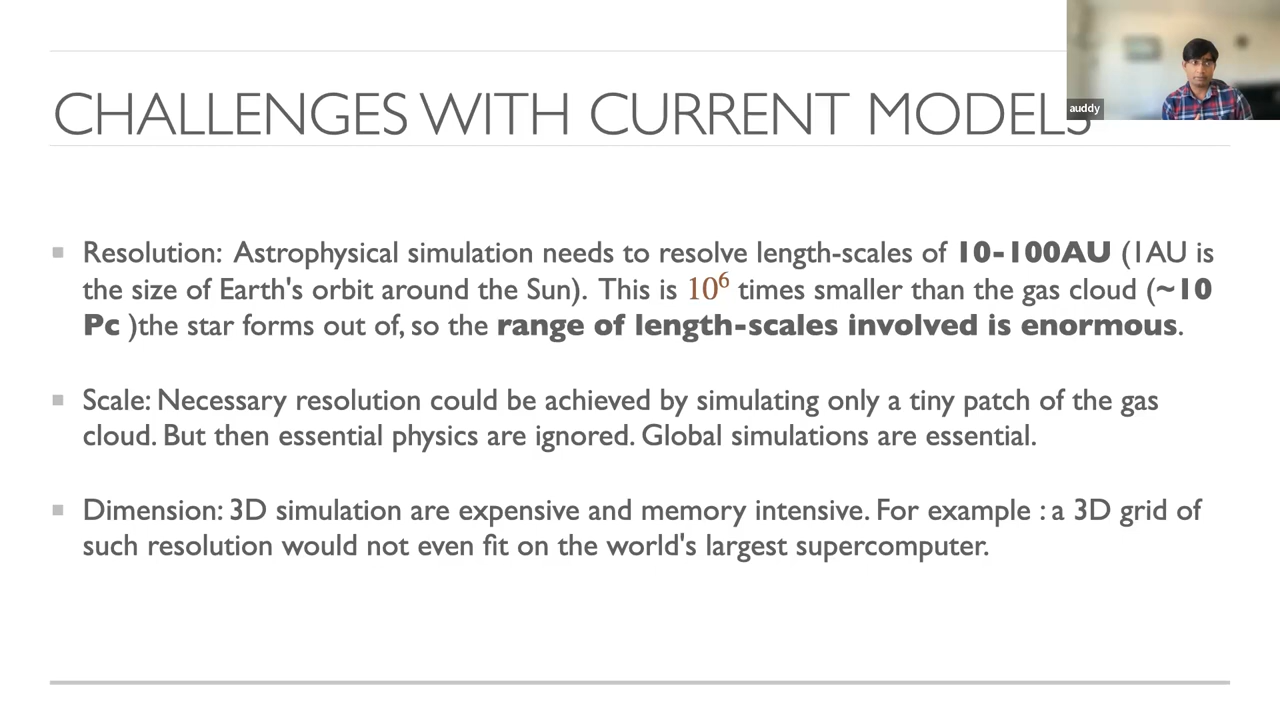 CHALLENGES WITH CURRENT MODELS
auddy
Resolution: Astrophysical simulation needs to resolve length-scales of 10-100AU (1AU is
the size of Earth's orbit around the Sun). This is 10⁶ times smaller than the gas cloud (~10
Pc )the star forms out of, so the range of length-scales involved is enormous.
Scale: Necessary resolution could be achieved by simulating only a tiny patch of the gas
cloud. But then essential physics are ignored. Global simulations are essential.
Dimension: 3D simulation are expensive and memory intensive. For example : a 3D grid of
such resolution would not even fit on the world's largest supercomputer.